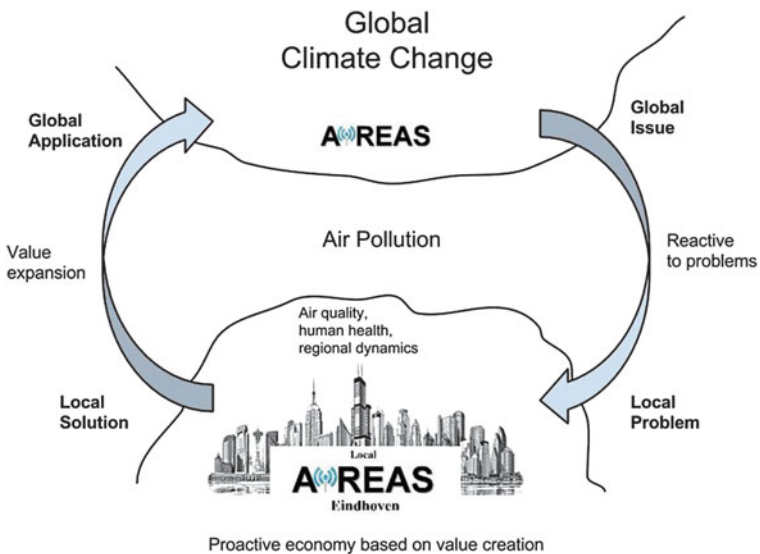 Global
Climate Change
Global
Application
AiREAS
Global
Issue
Value
expansion
Air Pollution
Reactive
to problems
Air quality,
human health,
regional dynamics
Local
Solution
Local
Problem
Local
AiREAS
Eindhoven
Proactive economy based on value creation